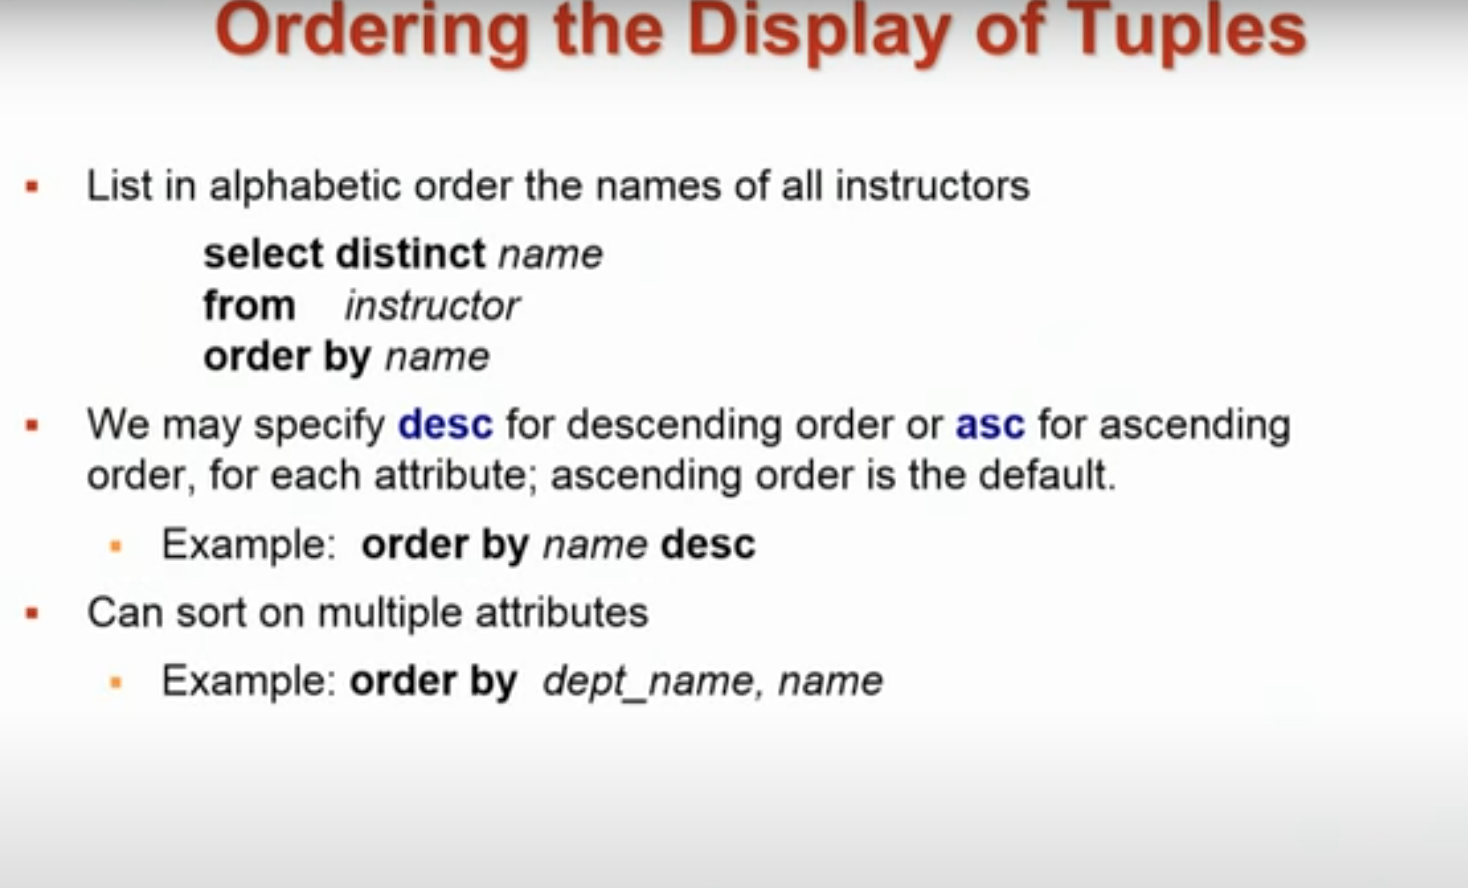 Ordering the Display of Tuples
▪ List in alphabetic order the names of all instructors
select distinct name
from instructor
order by name
▪ We may specify desc for descending order or asc for ascending
order, for each attribute; ascending order is the default.
▪ Example: order by name desc
▪ Can sort on multiple attributes
▪ Example: order by dept_name, name